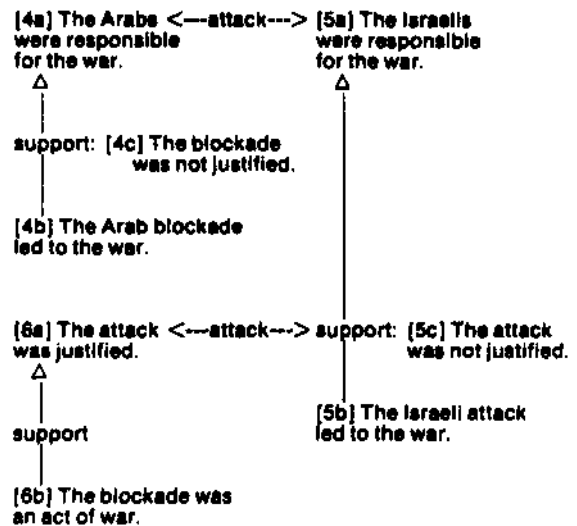 [4a] The Arabs <---attack---> [5a] The Israelis
were responsible were responsible
for the war. for the war.
support: [4c] The blockade
was not justified.
[4b] The Arab blockade
led to the war.
[6a] The attack <---attack---> support: [5c] The attack
was justified. was not justified.
[5b] The Israeli attack
support led to the war.
[6b] The blockade was
an act of war.